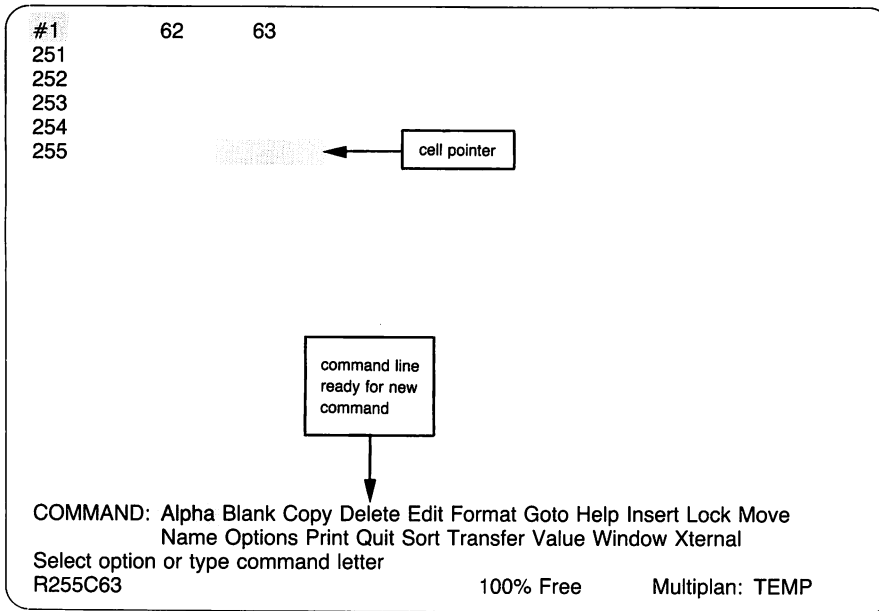 #1 62 63
251
252
253
254
255
cell pointer
command line
ready for new
command
COMMAND: Alpha Blank Copy Delete Edit Format Goto Help Insert Lock Move
Name Options Print Quit Sort Transfer Value Window Xternal
Select option or type command letter
R255C63 100% Free Multiplan: TEMP